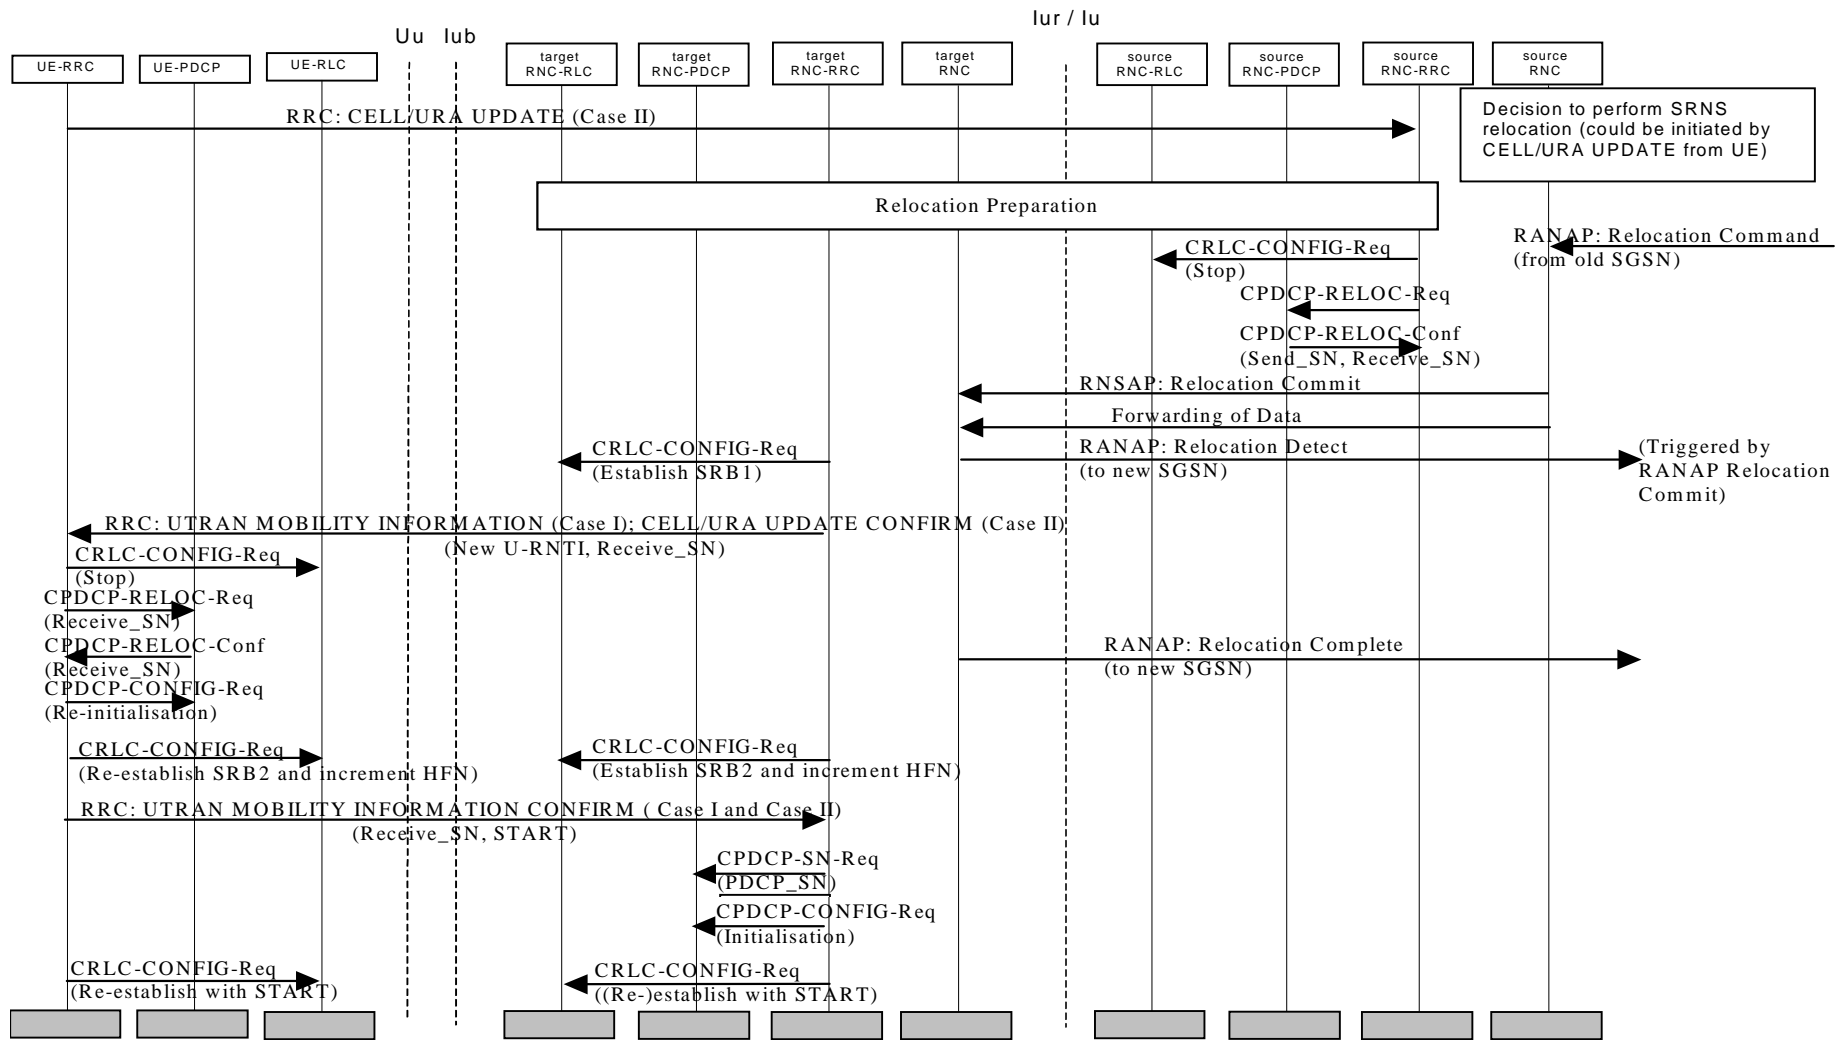 Iur / Iu
Uu Iub
UE-RRC
UE-PDCP
UE-RLC
target
RNC-RLC
target
RNC-PDCP
target
RNC-RRC
target
RNC
source
RNC-RLC
source
RNC-PDCP
source
RNC-RRC
source
RNC
Decision to perform SRNS
relocation (could be initiated by
CELL/URA UPDATE from UE)
RRC: CELL/URA UPDATE (Case II)
Relocation Preparation
RANAP: Relocation Command
(from old SGSN)
CRLC-CONFIG-Req
(Stop)
CPDCP-RELOC-Req
CPDCP-RELOC-Conf
(Send_SN, Receive_SN)
RNSAP: Relocation Commit
Forwarding of Data
CRLC-CONFIG-Req
(Establish SRB1)
RANAP: Relocation Detect
(to new SGSN)
(Triggered by
RANAP Relocation
Commit)
RRC: UTRAN MOBILITY INFORMATION (Case I); CELL/URA UPDATE CONFIRM (Case II)
(New U-RNTI, Receive_SN)
CRLC-CONFIG-Req
(Stop)
CPDCP-RELOC-Req
(Receive_SN)
CPDCP-RELOC-Conf
(Receive_SN)
RANAP: Relocation Complete
(to new SGSN)
CPDCP-CONFIG-Req
(Re-initialisation)
CRLC-CONFIG-Req
(Re-establish SRB2 and increment HFN)
CRLC-CONFIG-Req
(Establish SRB2 and increment HFN)
RRC: UTRAN MOBILITY INFORMATION CONFIRM ( Case I and Case II)
(Receive_SN, START)
CPDCP-SN-Req
(PDCP_SN)
CPDCP-CONFIG-Req
(Initialisation)
CRLC-CONFIG-Req
(Re-establish with START)
CRLC-CONFIG-Req
((Re-)establish with START)